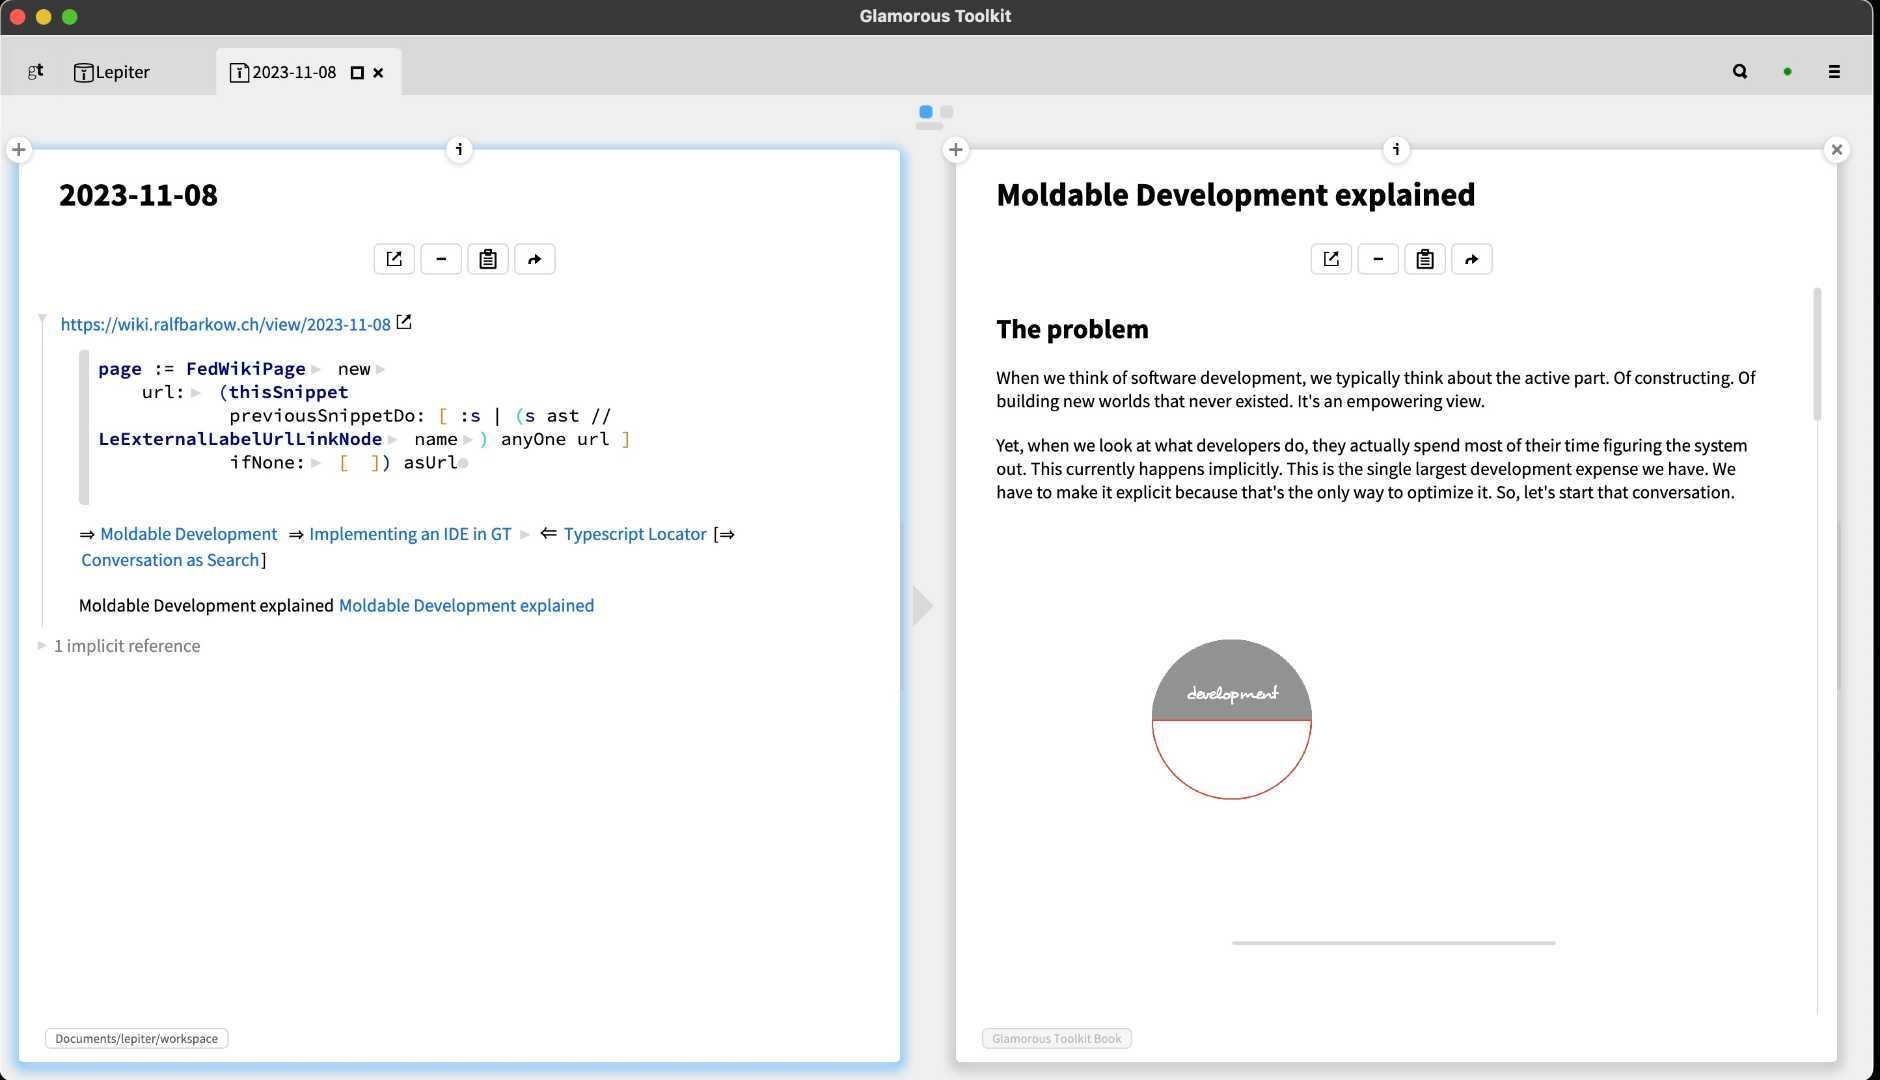 Glamorous Toolkit
gt
Lepiter
2023-11-08
2023-11-08
https://wiki.ralfbarkow.ch/view/2023-11-08
page := FedWikiPage new
url: (thisSnippet
previousSnippetDo: [ :s | (s ast //
LeExternalLabelUrlLinkNode name ) anyOne url ]
ifNone: [ ]) asUrl
⇒ Moldable Development ⇒ Implementing an IDE in GT ⇐ Typescript Locator [⇒
Conversation as Search]
Moldable Development explained Moldable Development explained
1 implicit reference
Documents/lepiter/workspace
Moldable Development explained
The problem
When we think of software development, we typically think about the active part. Of constructing. Of
building new worlds that never existed. It's an empowering view.
Yet, when we look at what developers do, they actually spend most of their time figuring the system
out. This currently happens implicitly. This is the single largest development expense we have. We
have to make it explicit because that's the only way to optimize it. So, let's start that conversation.
development
Glamorous Toolkit Book